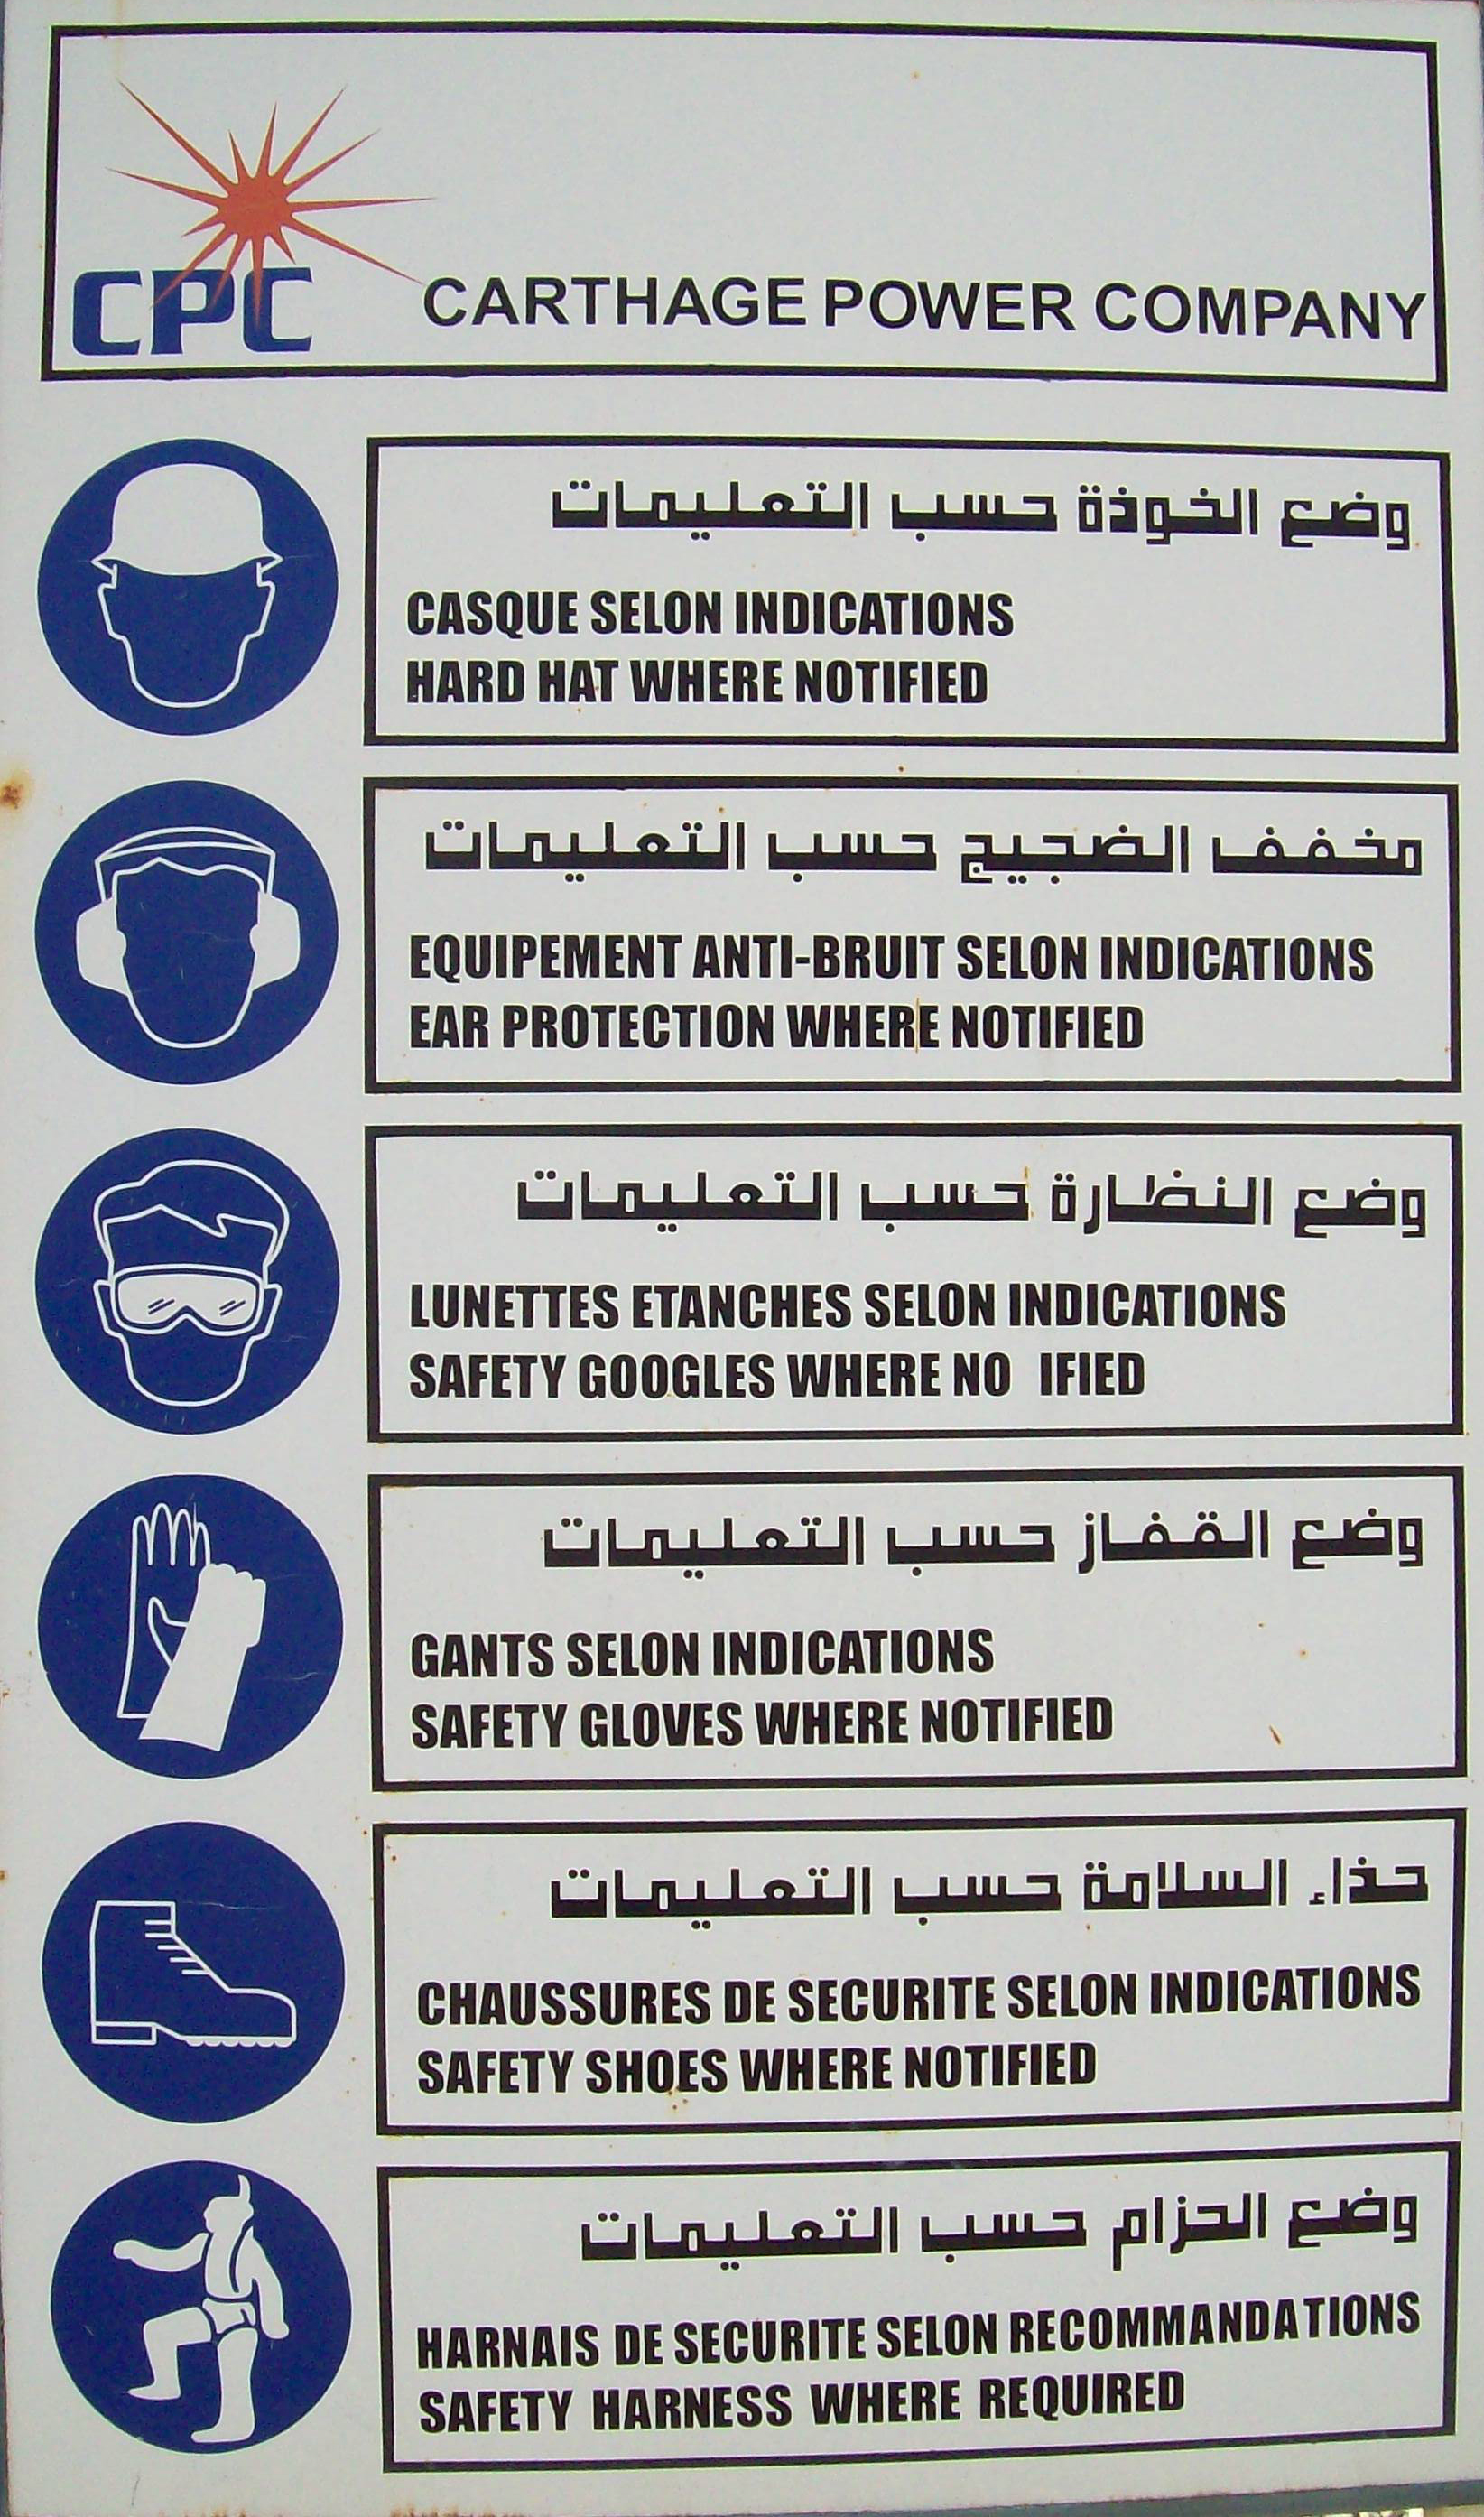 CPC CARTHAGE POWER COMPANY
وضع الخوذة حسب التعليمات
CASQUE SELON INDICATIONS
HARD HAT WHERE NOTIFIED
مخفف الضجيج حسب التعليمات
EQUIPEMENT ANTI-BRUIT SELON INDICATIONS
EAR PROTECTION WHERE NOTIFIED
وضع النظارة حسب التعليمات
LUNETTES ETANCHES SELON INDICATIONS
SAFETY GOOGLES WHERE NO IFIED
وضع القفاز حسب التعليمات
GANTS SELON INDICATIONS
SAFETY GLOVES WHERE NOTIFIED
حذاء السلامة حسب التعليمات
CHAUSSURES DE SECURITE SELON INDICATIONS
SAFETY SHOES WHERE NOTIFIED
وضع الحزام حسب التعليمات
HARNAIS DE SECURITE SELON RECOMMANDATIONS
SAFETY HARNESS WHERE REQUIRED